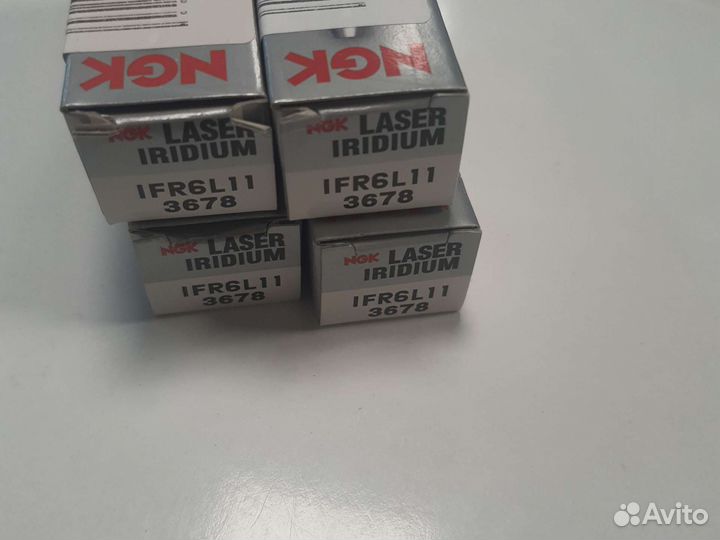 NGK
NGK LASER
IRIDIUM
IFR6L11
3678
NGK
NGK LASER
IRIDIUM
IFR6L11
3678
NGK LASER
IRIDIUM
IFR6L11
3678
NGK LASER
IRIDIUM
IFR6L11
3678
Avito